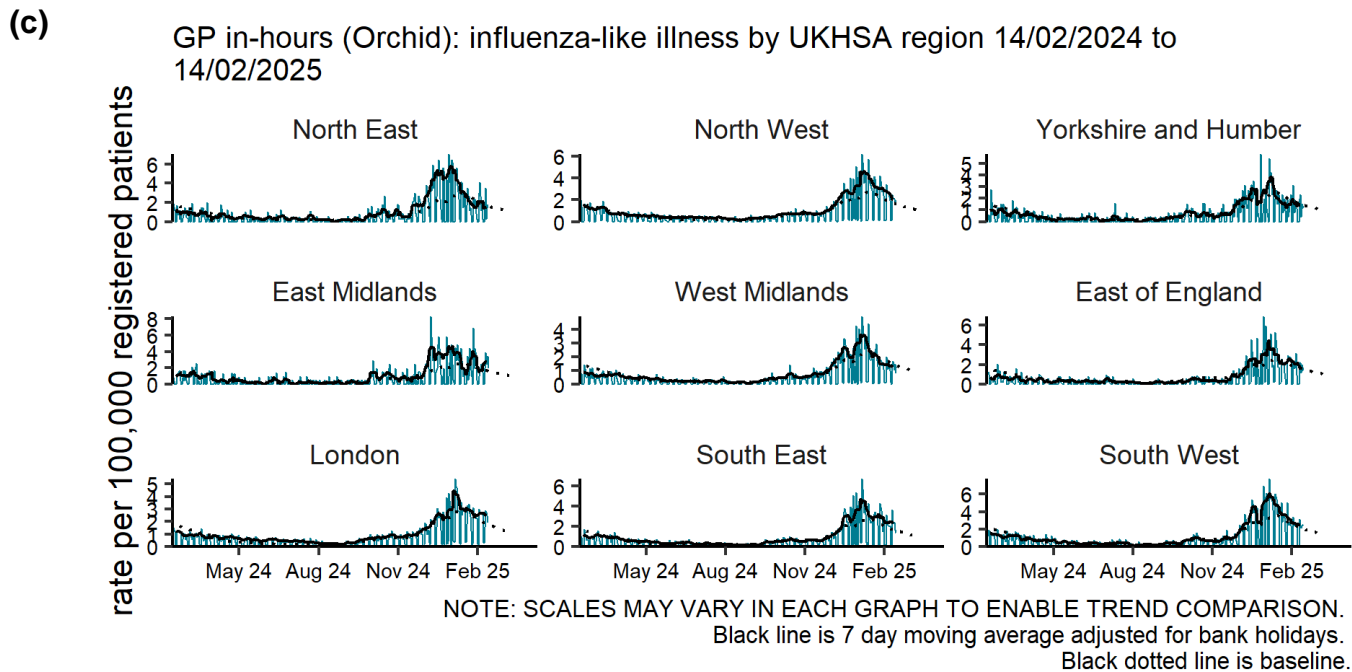 (c)
GP in-hours (Orchid): influenza-like illness by UKHSA region 14/02/2024 to
14/02/2025
rate per 100,000 registered patients
North East
North West
Yorkshire and Humber
6
4
2
0
6
4
2
0
5
4
3
2
1
0
East Midlands
West Midlands
East of England
8
6
4
2
0
4
3
2
1
0
6
4
2
0
London
South East
South West
5
4
3
2
1
0
6
4
2
0
6
4
2
0
May 24 Aug 24 Nov 24 Feb 25
May 24 Aug 24 Nov 24 Feb 25
May 24 Aug 24 Nov 24 Feb 25
NOTE: SCALES MAY VARY IN EACH GRAPH TO ENABLE TREND COMPARISON.
Black line is 7 day moving average adjusted for bank holidays.
Black dotted line is baseline.